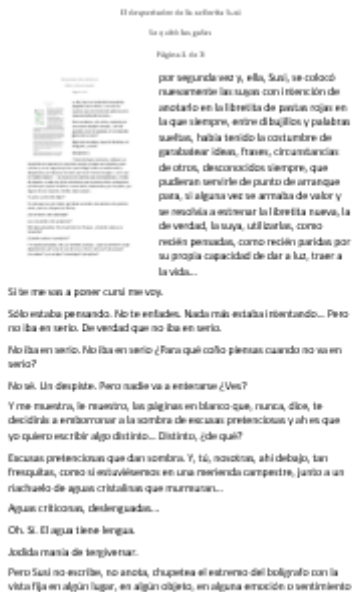 El despertador de la señorita Susi
Se quitó las gafas
Página 1 de 3
por segunda vez y, ella, Susi, se colocó
nuevamente las suyas con intención de
anotarlo en la libretita de pastas rojas en
la que siempre, entre dibujillos y palabras
sueltas, había tenido la costumbre de
garabatear ideas, frases, circunstancias
de otros, desconocidos siempre, que
pudieran servirle de punto de arranque
para, si alguna vez se armaba de valor y
se resolvía a estrenar la libretita nueva, la
de verdad, la suya, utilizarlas, como
recién pensadas, como recién paridas por
su propia capacidad de dar a luz, traer a
la vida...
Si te me vas a poner cursi me voy.
Sólo estaba pensando. No te enfades. Nada más estaba intentando... Pero
no iba en serio. De verdad que no iba en serio.
No iba en serio. No iba en serio ¿Para qué coño piensas cuando no va en
serio?
No sé. Un despiste. Pero nadie va a enterarse ¿Ves?
Y me muestra, le muestro, las páginas en blanco que, nunca, dice, te
decidirás a emborronar a la sombra de excusas pretenciosas y ah es que
yo quiero escribir algo distinto... Distinto, ¿de qué?
Excusas pretenciosas que dan sombra. Y, tú, nosotras, ahí debajo, tan
fresquitas, como si estuviésemos en una merienda campestre, junto a un
riachuelo de aguas cristalinas que murmuran...
Aguas criticonas, deslenguadas...
Oh. Sí. El agua tiene lengua.
Jodida manía de tergiversar.
Pero Susi no escribe, no anota, chupetea el extremo del bolígrafo con la
vista fija en algún lugar, en algún objeto, en alguna emoción o sentimiento